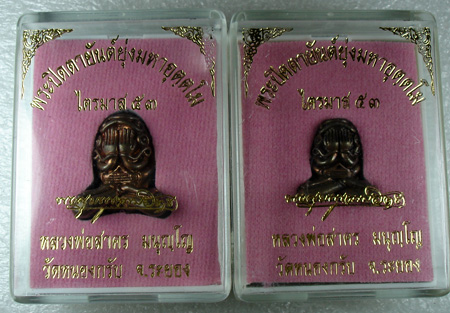 พระปิดตายันต์ยุ่งมหาอุตตโม
ไตรมาส ๕๓
หลวงพ่อสาคร มนุญฺโญ
วัดหนองกรับ จ.ระยอง
พระปิดตายันต์ยุ่งมหาอุตตโม
ไตรมาส ๕๓
หลวงพ่อสาคร มนุญฺโญ
วัดหนองกรับ จ.ระยอง